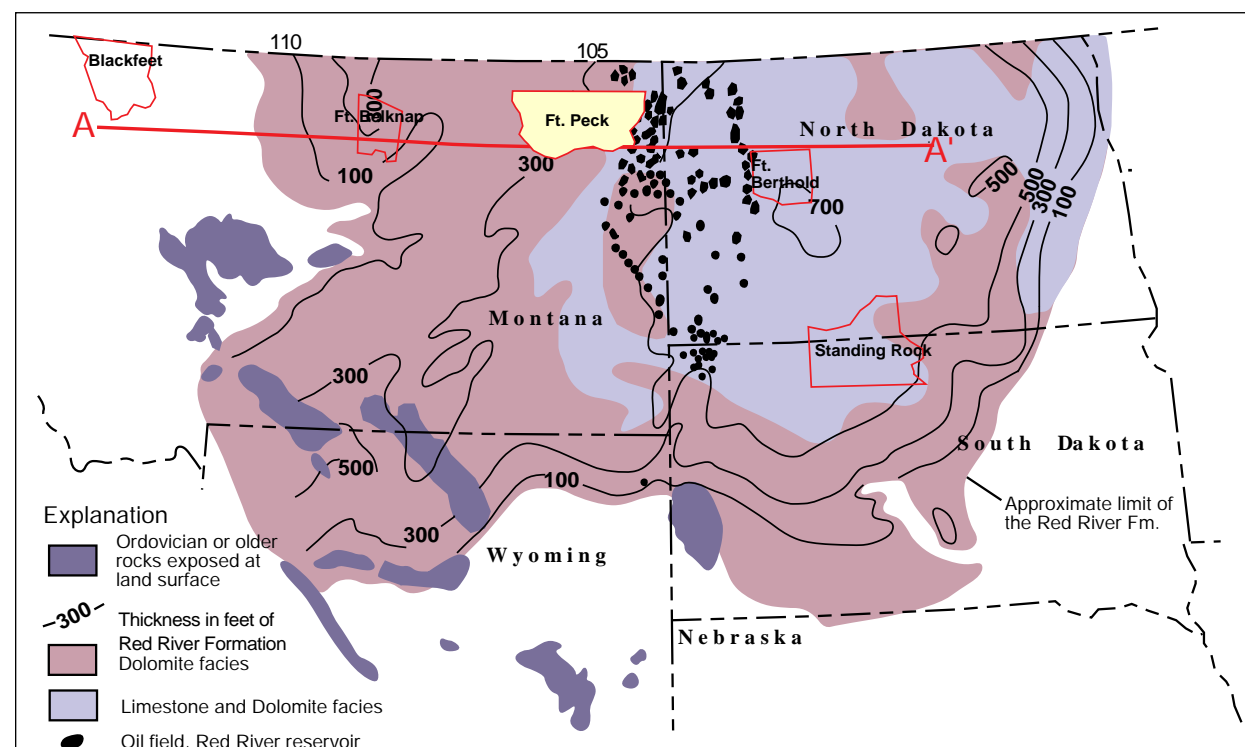 110
105
Blackfeet
Ft. Belknap
300
Ft. Peck
A
North Dakota
A'
100
300
Ft.
Berthold
700
500
500
300
100
Montana
Standing Rock
300
South Dakota
500
100
Approximate limit of
the Red River Fm.
300
Wyoming
Nebraska
Explanation
Ordovician or older
rocks exposed at
land surface
300
Thickness in feet of
Red River Formation
Dolomite facies
Limestone and Dolomite facies
Oil field, Red River reservoir